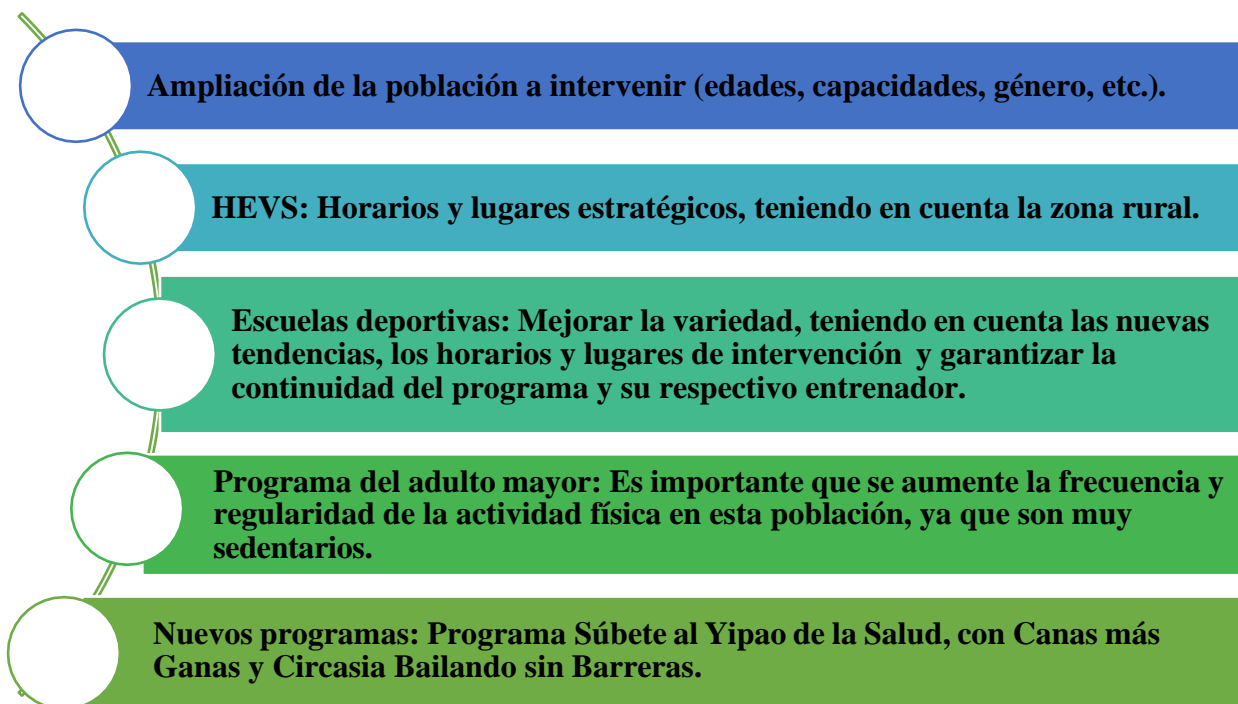 Ampliación de la población a intervenir (edades, capacidades, género, etc.).
HEVS: Horarios y lugares estratégicos, teniendo en cuenta la zona rural.
Escuelas deportivas: Mejorar la variedad, teniendo en cuenta las nuevas
tendencias, los horarios y lugares de intervención y garantizar la
continuidad del programa y su respectivo entrenador.
Programa del adulto mayor: Es importante que se aumente la frecuencia y
regularidad de la actividad física en esta población, ya que son muy
sedentarios.
Nuevos programas: Programa Súbete al Yipao de la Salud, con Canas más
Ganas y Circasia Bailando sin Barreras.